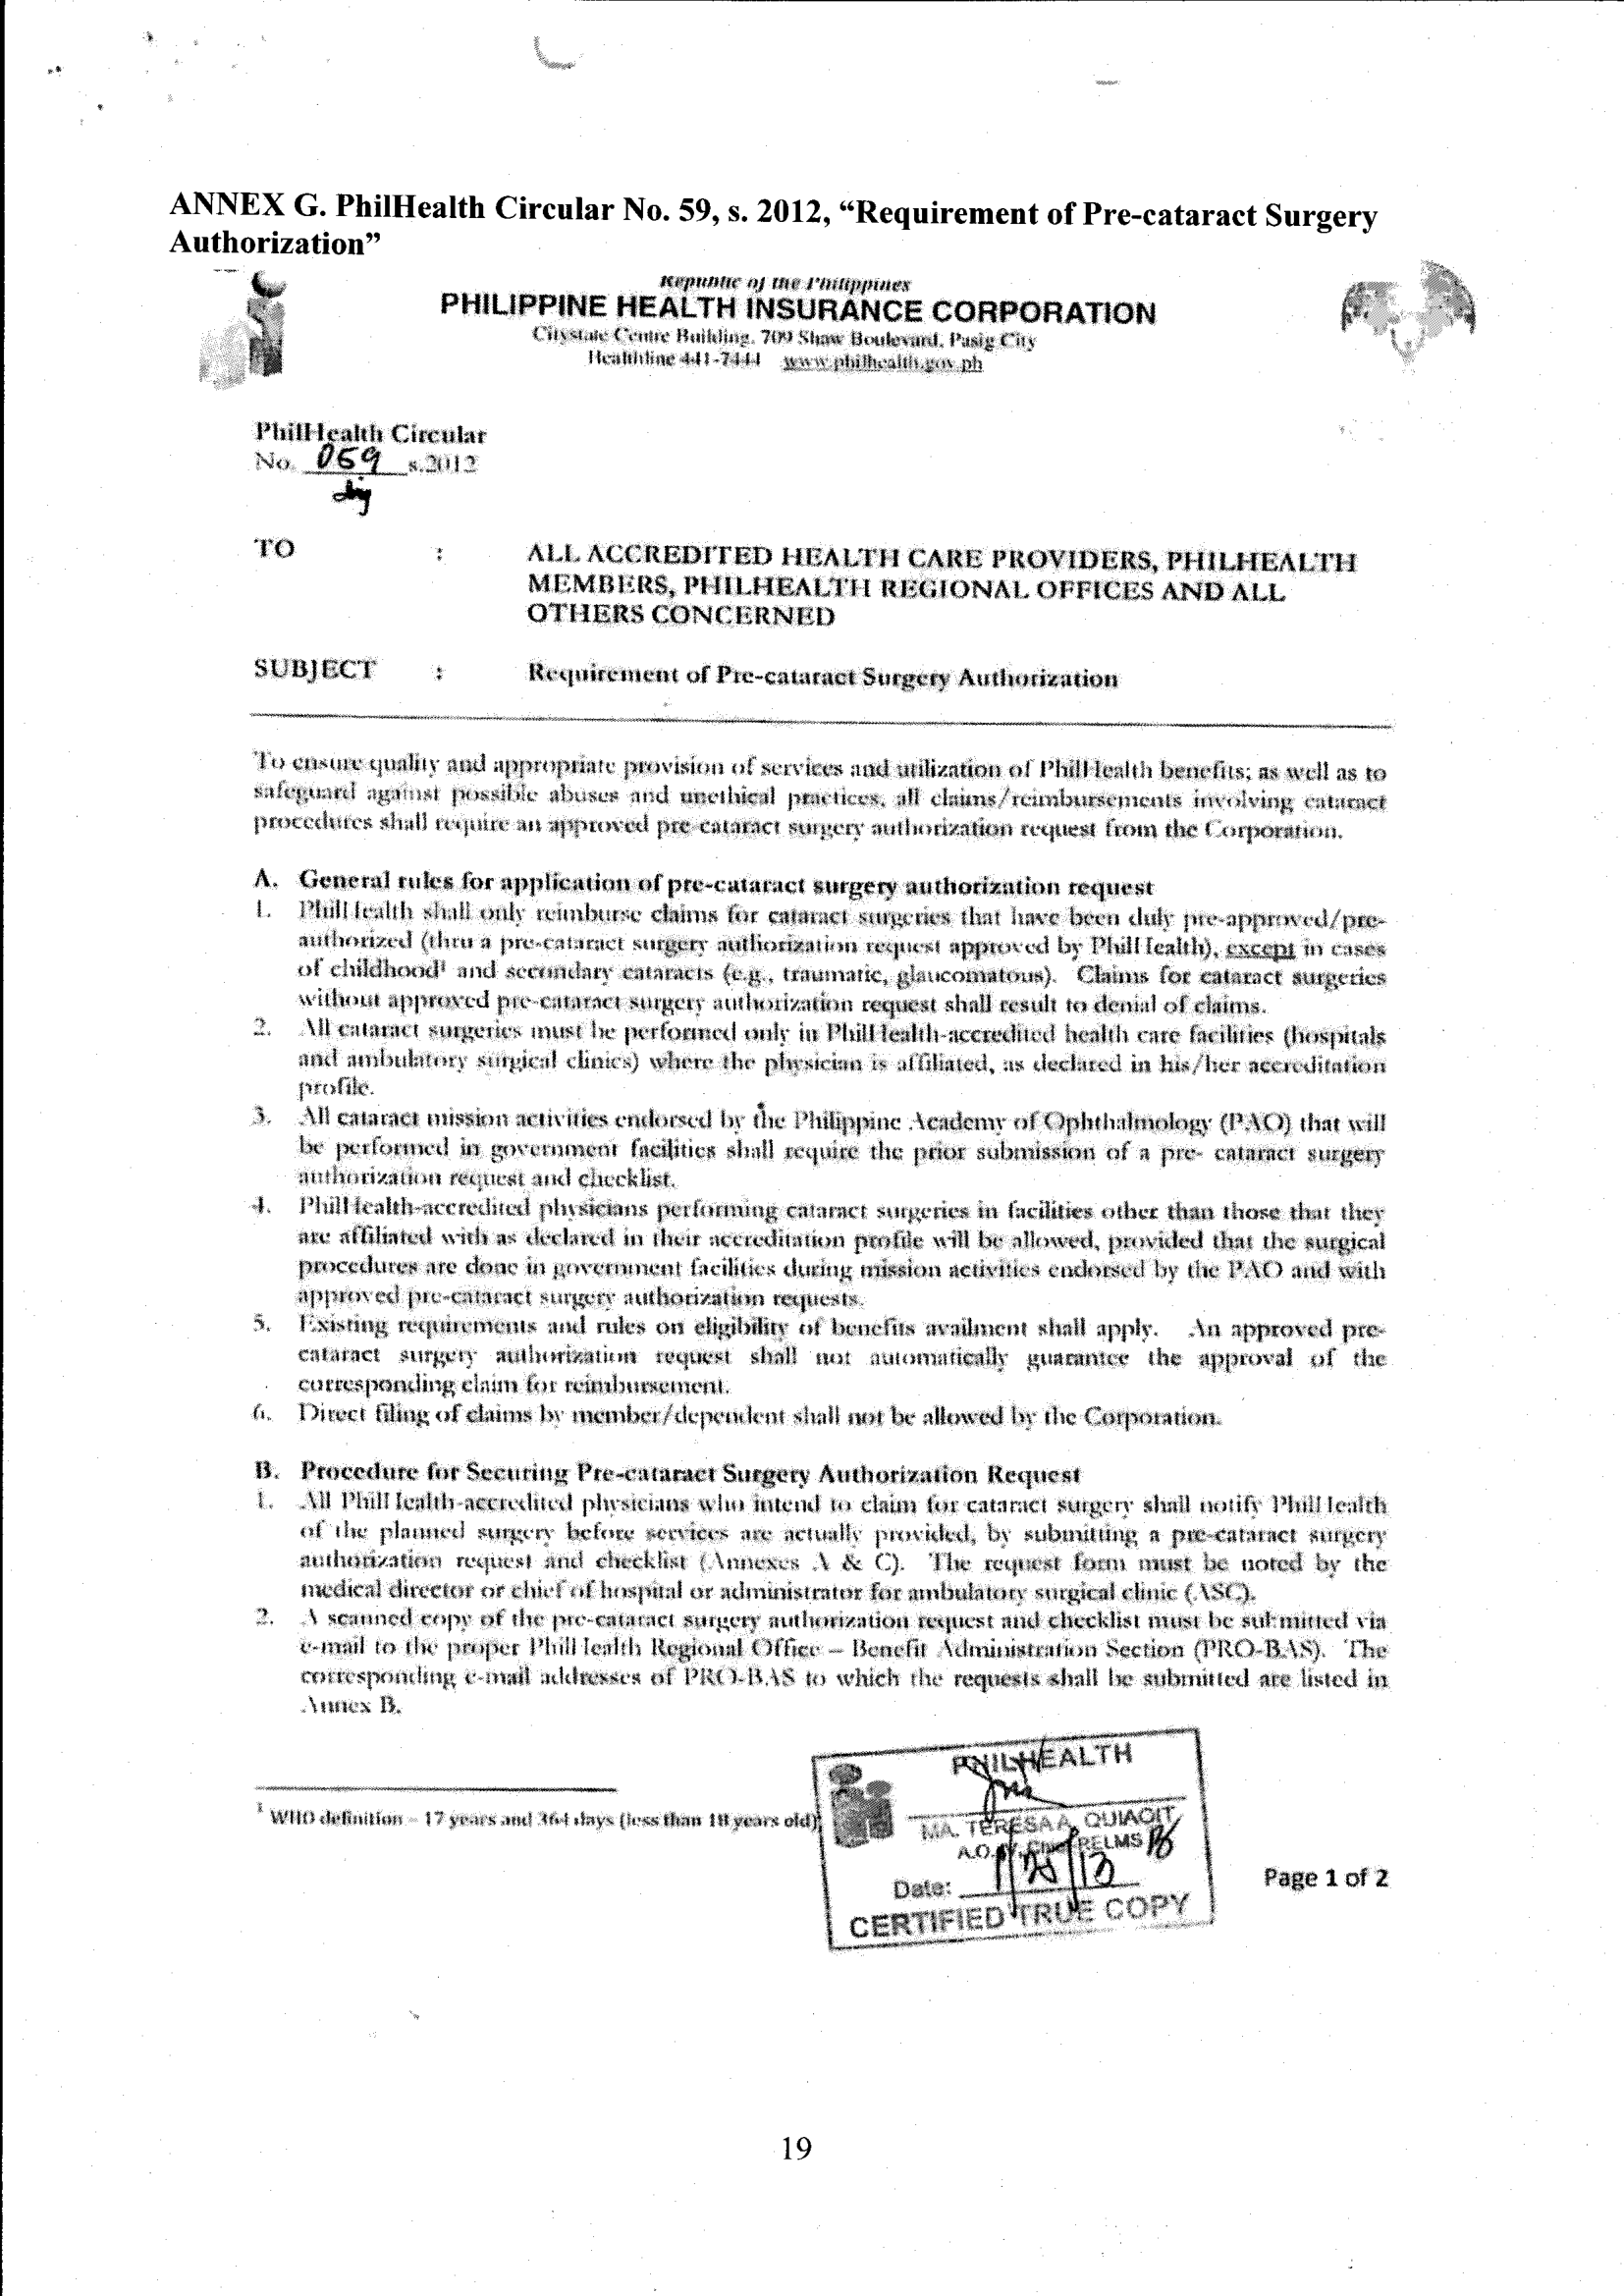 ANNEX G. PhilHealth Circular No. 59, s. 2012, “Requirement of Pre-cataract Surgery
Authorization”
Republic of the Philippines
PHILIPPINE HEALTH INSURANCE CORPORATION
Citystate Centre Building, 709 Shaw Boulevard, Pasig City
Healthline 441-7444 www.philhealth.gov.ph
PhilHealth Circular
No. 059 s.2012
TO : ALL ACCREDITED HEALTH CARE PROVIDERS, PHILHEALTH
MEMBERS, PHILHEALTH REGIONAL OFFICES AND ALL
OTHERS CONCERNED
SUBJECT : Requirement of Pre-cataract Surgery Authorization
To ensure quality and appropriate provision of services and utilization of PhilHealth benefits; as well as to
safeguard against possible abuses and unethical practices, all claims/reimbursements involving cataract
procedures shall require an approved pre-cataract surgery authorization request from the Corporation.
A. General rules for application of pre-cataract surgery authorization request
1. PhilHealth shall only reimburse claims for cataract surgeries that have been duly pre-approved/pre-
authorized (thru a pre-cataract surgery authorization request approved by PhilHealth), except in cases
of childhood¹ and secondary cataracts (e.g., traumatic, glaucomatous). Claims for cataract surgeries
without approved pre-cataract surgery authorization request shall result to denial of claims.
2. All cataract surgeries must be performed only in PhilHealth-accredited health care facilities (hospitals
and ambulatory surgical clinics) where the physician is affiliated, as declared in his/her accreditation
profile.
3. All cataract mission activities endorsed by the Philippine Academy of Ophthalmology (PAO) that will
be performed in government facilities shall require the prior submission of a pre- cataract surgery
authorization request and checklist.
4. PhilHealth-accredited physicians performing cataract surgeries in facilities other than those that they
are affiliated with as declared in their accreditation profile will be allowed, provided that the surgical
procedures are done in government facilities during mission activities endorsed by the PAO and with
approved pre-cataract surgery authorization requests.
5. Existing requirements and rules on eligibility of benefits availment shall apply. An approved pre-
cataract surgery authorization request shall not automatically guarantee the approval of the
corresponding claim for reimbursement.
6. Direct filing of claims by member/dependent shall not be allowed by the Corporation.
B. Procedure for Securing Pre-cataract Surgery Authorization Request
1. All PhilHealth-accredited physicians who intend to claim for cataract surgery shall notify PhilHealth
of the planned surgery before services are actually provided, by submitting a pre-cataract surgery
authorization request and checklist (Annexes A & C). The request form must be noted by the
medical director or chief of hospital or administrator for ambulatory surgical clinic (ASC).
2. A scanned copy of the pre-cataract surgery authorization request and checklist must be submitted via
e-mail to the proper PhilHealth Regional Office – Benefit Administration Section (PRO-BAS). The
corresponding e-mail addresses of PRO-BAS to which the requests shall be submitted are listed in
Annex B.
¹ WHO definition – 17 years and 364 days (less than 18 years old)
PHILHEALTH
MA. TERESA A. QUIAOIT
A.O. RELMS
Date:
CERTIFIED TRUE COPY
Page 1 of 2
19